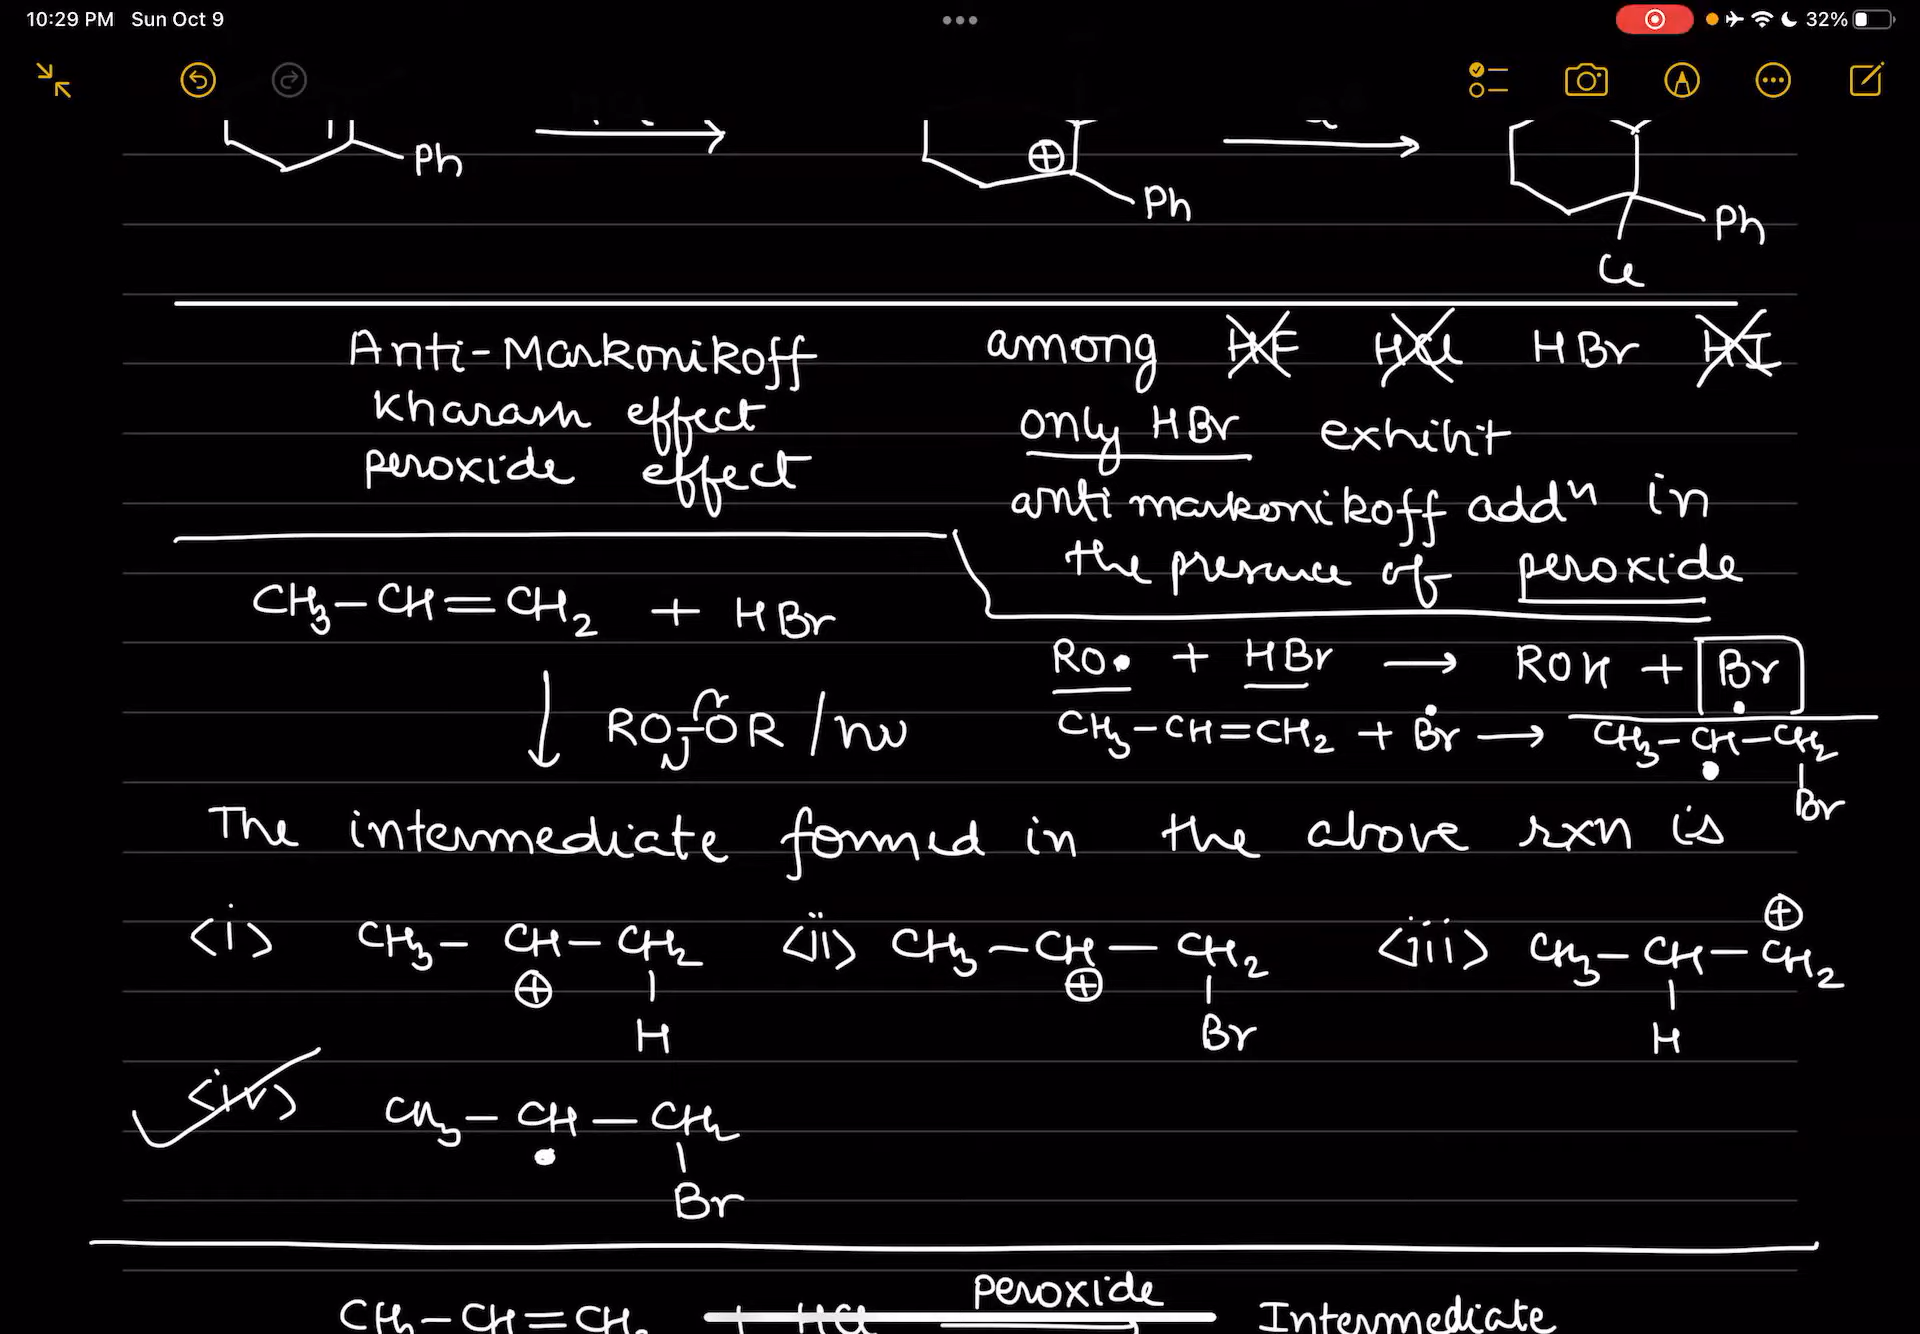 10:29 PM Sun Oct 9
32%
Ph
Ph
Ph
Cl
Anti-Markonikoff
Kharash effect
peroxide effect
among HF HCl HBr HI
only HBr exhibit
anti markonikoff addⁿ in
the presence of peroxide
CH₃–CH=CH₂ + HBr
RO–OR / hν
RO• + HBr → ROH + Br•
CH₃–CH=CH₂ + Br• → CH₃–CH–CH₂
•
Br
The intermediate formed in the above rxn is
<i> CH₃– CH – CH₂ <ii> CH₃ – CH – CH₂ <iii> CH₃– CH – CH₂
⊕ | ⊕ | | ⊕
H Br H
<iv> CH₃ – CH – CH₂
• |
Br
peroxide
CH₃–CH=CH₂ + HCl Intermediate